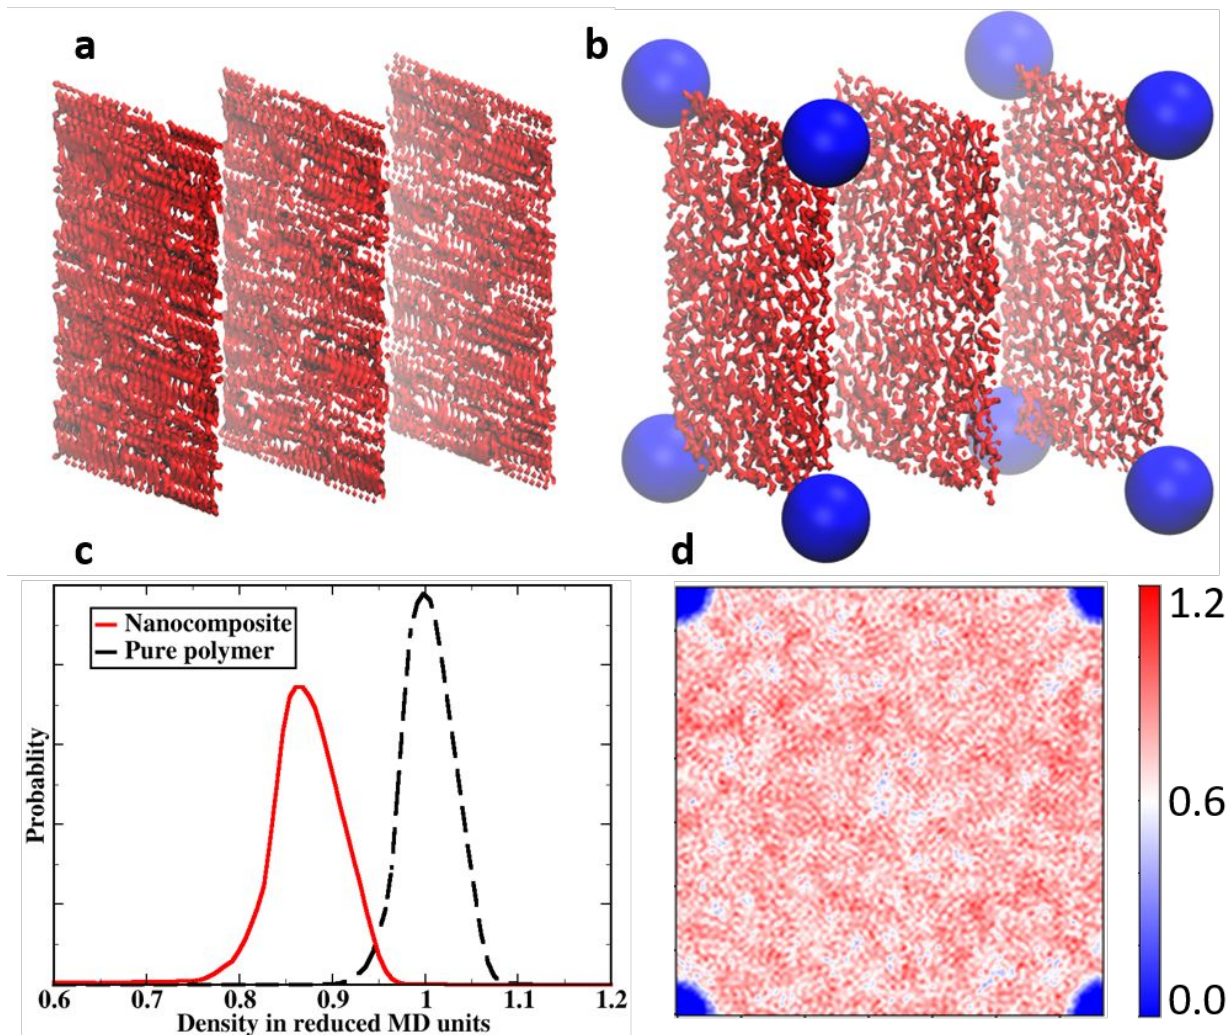 a
b
c
d
Nanocomposite
Pure polymer
Probablity
0.6 0.7 0.8 0.9 1 1.1 1.2
Density in reduced MD units
1.2
0.6
0.0